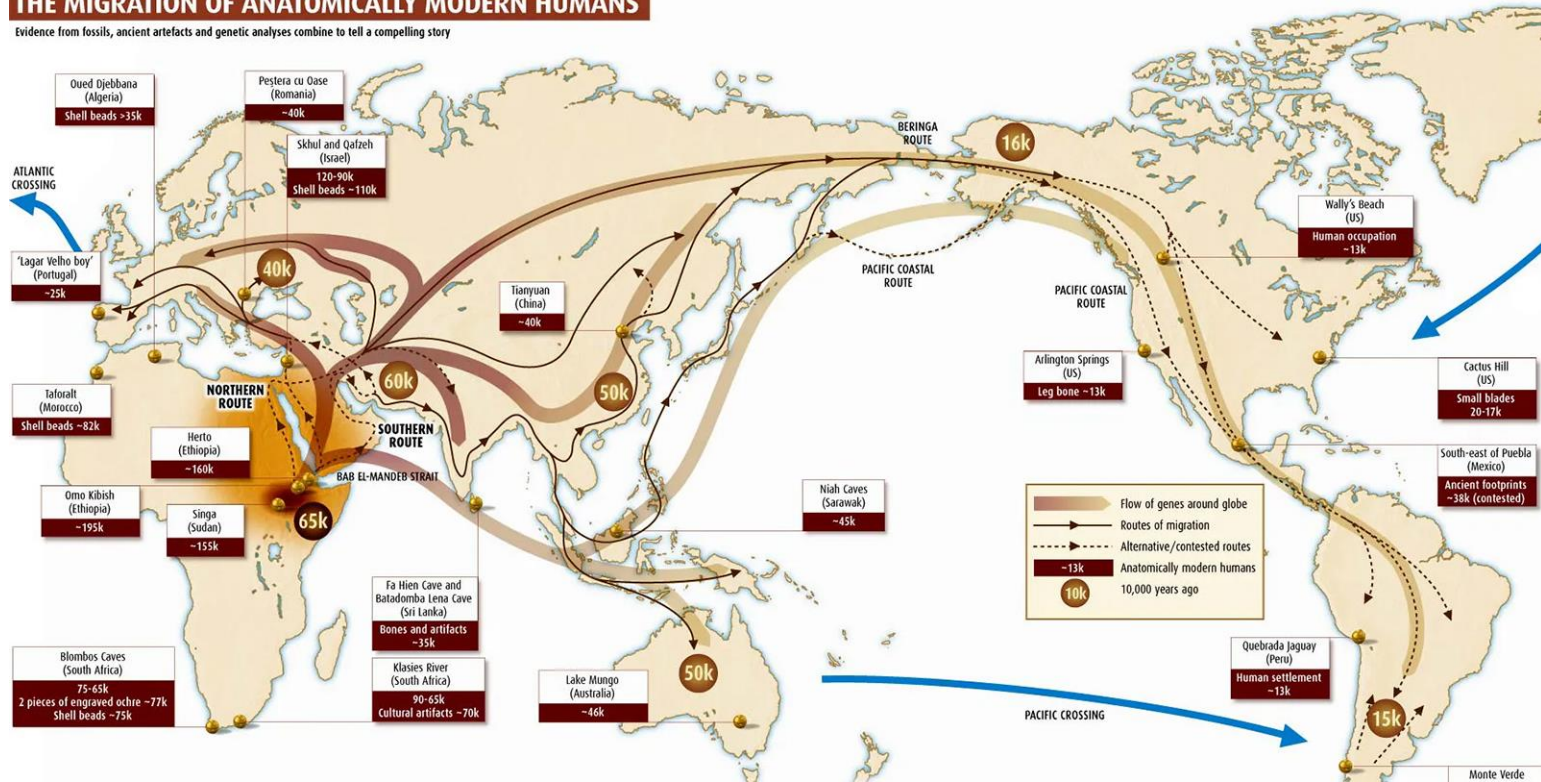 THE MIGRATION OF ANATOMICALLY MODERN HUMANS
Evidence from fossils, ancient artefacts and genetic analyses combine to tell a compelling story
Oued Djebbana
(Algeria)
Shell beads >35k
Peştera cu Oase
(Romania)
~40k
Skhul and Qafzeh
(Israel)
120-90k
Shell beads ~110k
ATLANTIC
CROSSING
'Lagar Velho boy'
(Portugal)
~25k
40k
BERINGA
ROUTE
16k
Wally's Beach
(US)
Human occupation
~13k
Tianyuan
(China)
~40k
PACIFIC COASTAL
ROUTE
PACIFIC COASTAL
ROUTE
Taforalt
(Morocco)
Shell beads ~82k
NORTHERN
ROUTE
60k
50k
Arlington Springs
(US)
Leg bone ~13k
Cactus Hill
(US)
Small blades
20-17k
SOUTHERN
ROUTE
Herto
(Ethiopia)
~160k
BAB EL-MANDEB STRAIT
Omo Kibish
(Ethiopia)
~195k
Singa
(Sudan)
~155k
65k
Niah Caves
(Sarawak)
~45k
South-east of Puebla
(Mexico)
Ancient footprints
~38k (contested)
Flow of genes around globe
Routes of migration
Alternative/contested routes
~13k
Anatomically modern humans
10k
10,000 years ago
Fa Hien Cave and
Batadomba Lena Cave
(Sri Lanka)
Bones and artifacts
~35k
Blombos Caves
(South Africa)
75-65k
2 pieces of engraved ochre ~77k
Shell beads ~75k
Klasies River
(South Africa)
90-65k
Cultural artifacts ~70k
Lake Mungo
(Australia)
~46k
50k
PACIFIC CROSSING
Quebrada Jaguay
(Peru)
Human settlement
~13k
15k
Monte Verde